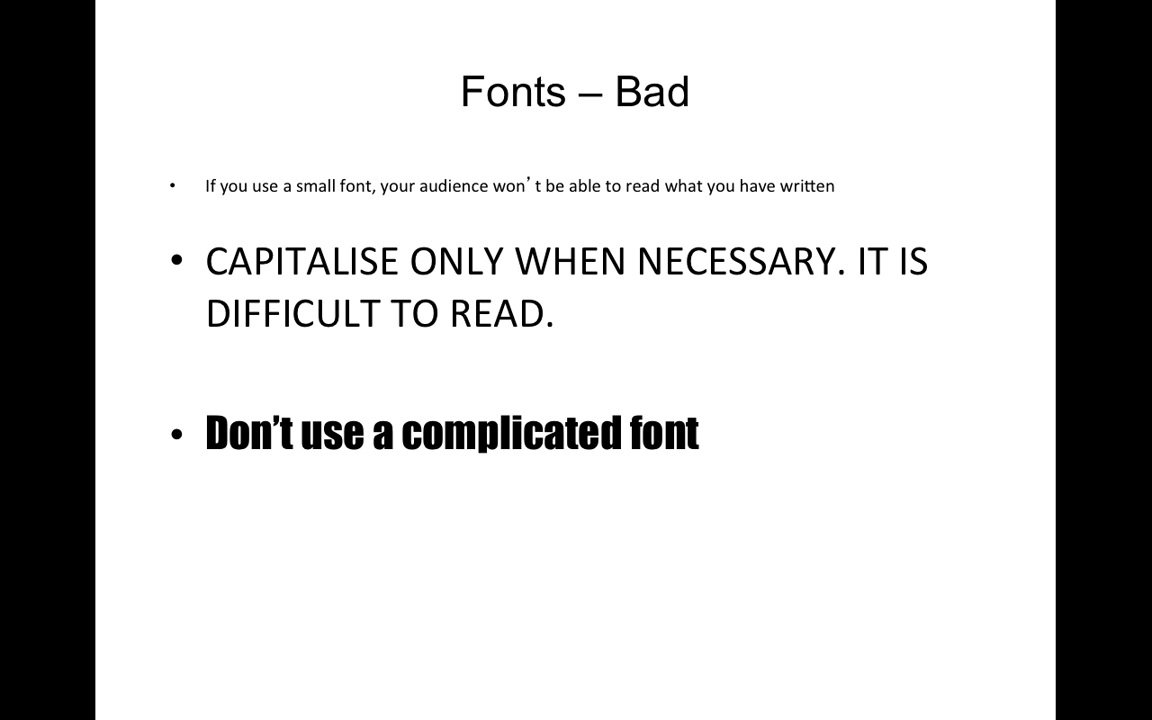 Fonts – Bad
• If you use a small font, your audience won’t be able to read what you have written
• CAPITALISE ONLY WHEN NECESSARY. IT IS
DIFFICULT TO READ.
• Don’t use a complicated font